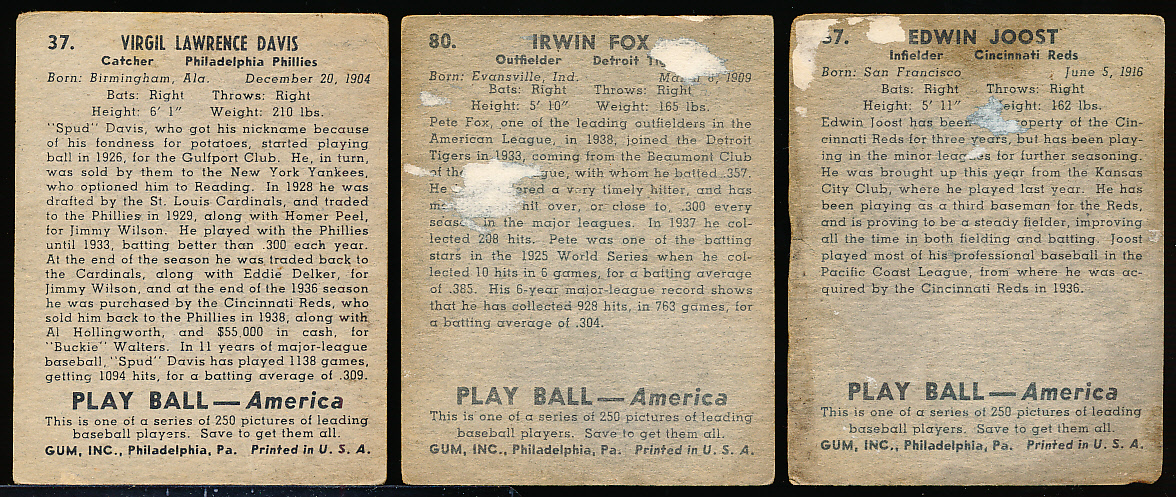 37. VIRGIL LAWRENCE DAVIS
Catcher Philadelphia Phillies
Born: Birmingham, Ala. December 20, 1904
Bats: Right Throws: Right
Height: 6' 1" Weight: 210 lbs.
"Spud" Davis, who got his nickname because
of his fondness for potatoes, started playing
ball in 1926, for the Gulfport Club. He, in turn,
was sold by them to the New York Yankees,
who optioned him to Reading. In 1928 he was
drafted by the St. Louis Cardinals, and traded
to the Phillies in 1929, along with Homer Peel,
for Jimmy Wilson. He played with the Phillies
until 1933, batting better than .300 each year.
At the end of the season he was traded back to
the Cardinals, along with Eddie Delker, for
Jimmy Wilson, and at the end of the 1936 season
he was purchased by the Cincinnati Reds, who
sold him back to the Phillies in 1938, along with
Al Hollingworth, and $55,000 in cash, for
"Buckie" Walters. In 11 years of major-league
baseball, "Spud" Davis has played 1138 games,
getting 1094 hits, for a batting average of .309.
PLAY BALL — America
This is one of a series of 250 pictures of leading
baseball players. Save to get them all.
GUM, INC., Philadelphia, Pa. Printed in U. S. A.
80. IRWIN FOX
Outfielder Detroit
Born: Evansville, Ind. 1909
Bats: Right Throws: Right
Height: 5' 10" Weight: 165 lbs.
Pete Fox, one of the leading outfielders in the
American League, in 1938, joined the Detroit
Tigers in 1933, coming from the Beaumont Club
of the with whom he batted .357.
He a very timely hitter, and has
hit over, or close to, .300 every
season in the major leagues. In 1937 he col-
lected 208 hits. Pete was one of the batting
stars in the 1925 World Series when he col-
lected 10 hits in 6 games, for a batting average
of .385. His 6-year major-league record shows
that he has collected 928 hits, in 763 games, for
a batting average of .304.
PLAY BALL — America
This is one of a series of 250 pictures of leading
baseball players. Save to get them all.
GUM, INC., Philadelphia, Pa. Printed in U. S. A.
7. EDWIN JOOST
Infielder Cincinnati Reds
Born: San Francisco June 5, 1916
Bats: Right Throws: Right
Height: 5' 11" Weight: 162 lbs.
Edwin Joost has been property of the Cin-
cinnati Reds for three years, but has been play-
ing in the minor leagues for further seasoning.
He was brought up this year from the Kansas
City Club, where he played last year. He has
been playing as a third baseman for the Reds,
and is proving to be a steady fielder, improving
all the time in both fielding and batting. Joost
played most of his professional baseball in the
Pacific Coast League, from where he was ac-
quired by the Cincinnati Reds in 1936.
PLAY BALL — America
This is one of a series of 250 pictures of leading
baseball players. Save to get them all.
GUM, INC., Philadelphia, Pa. Printed in U. S. A.